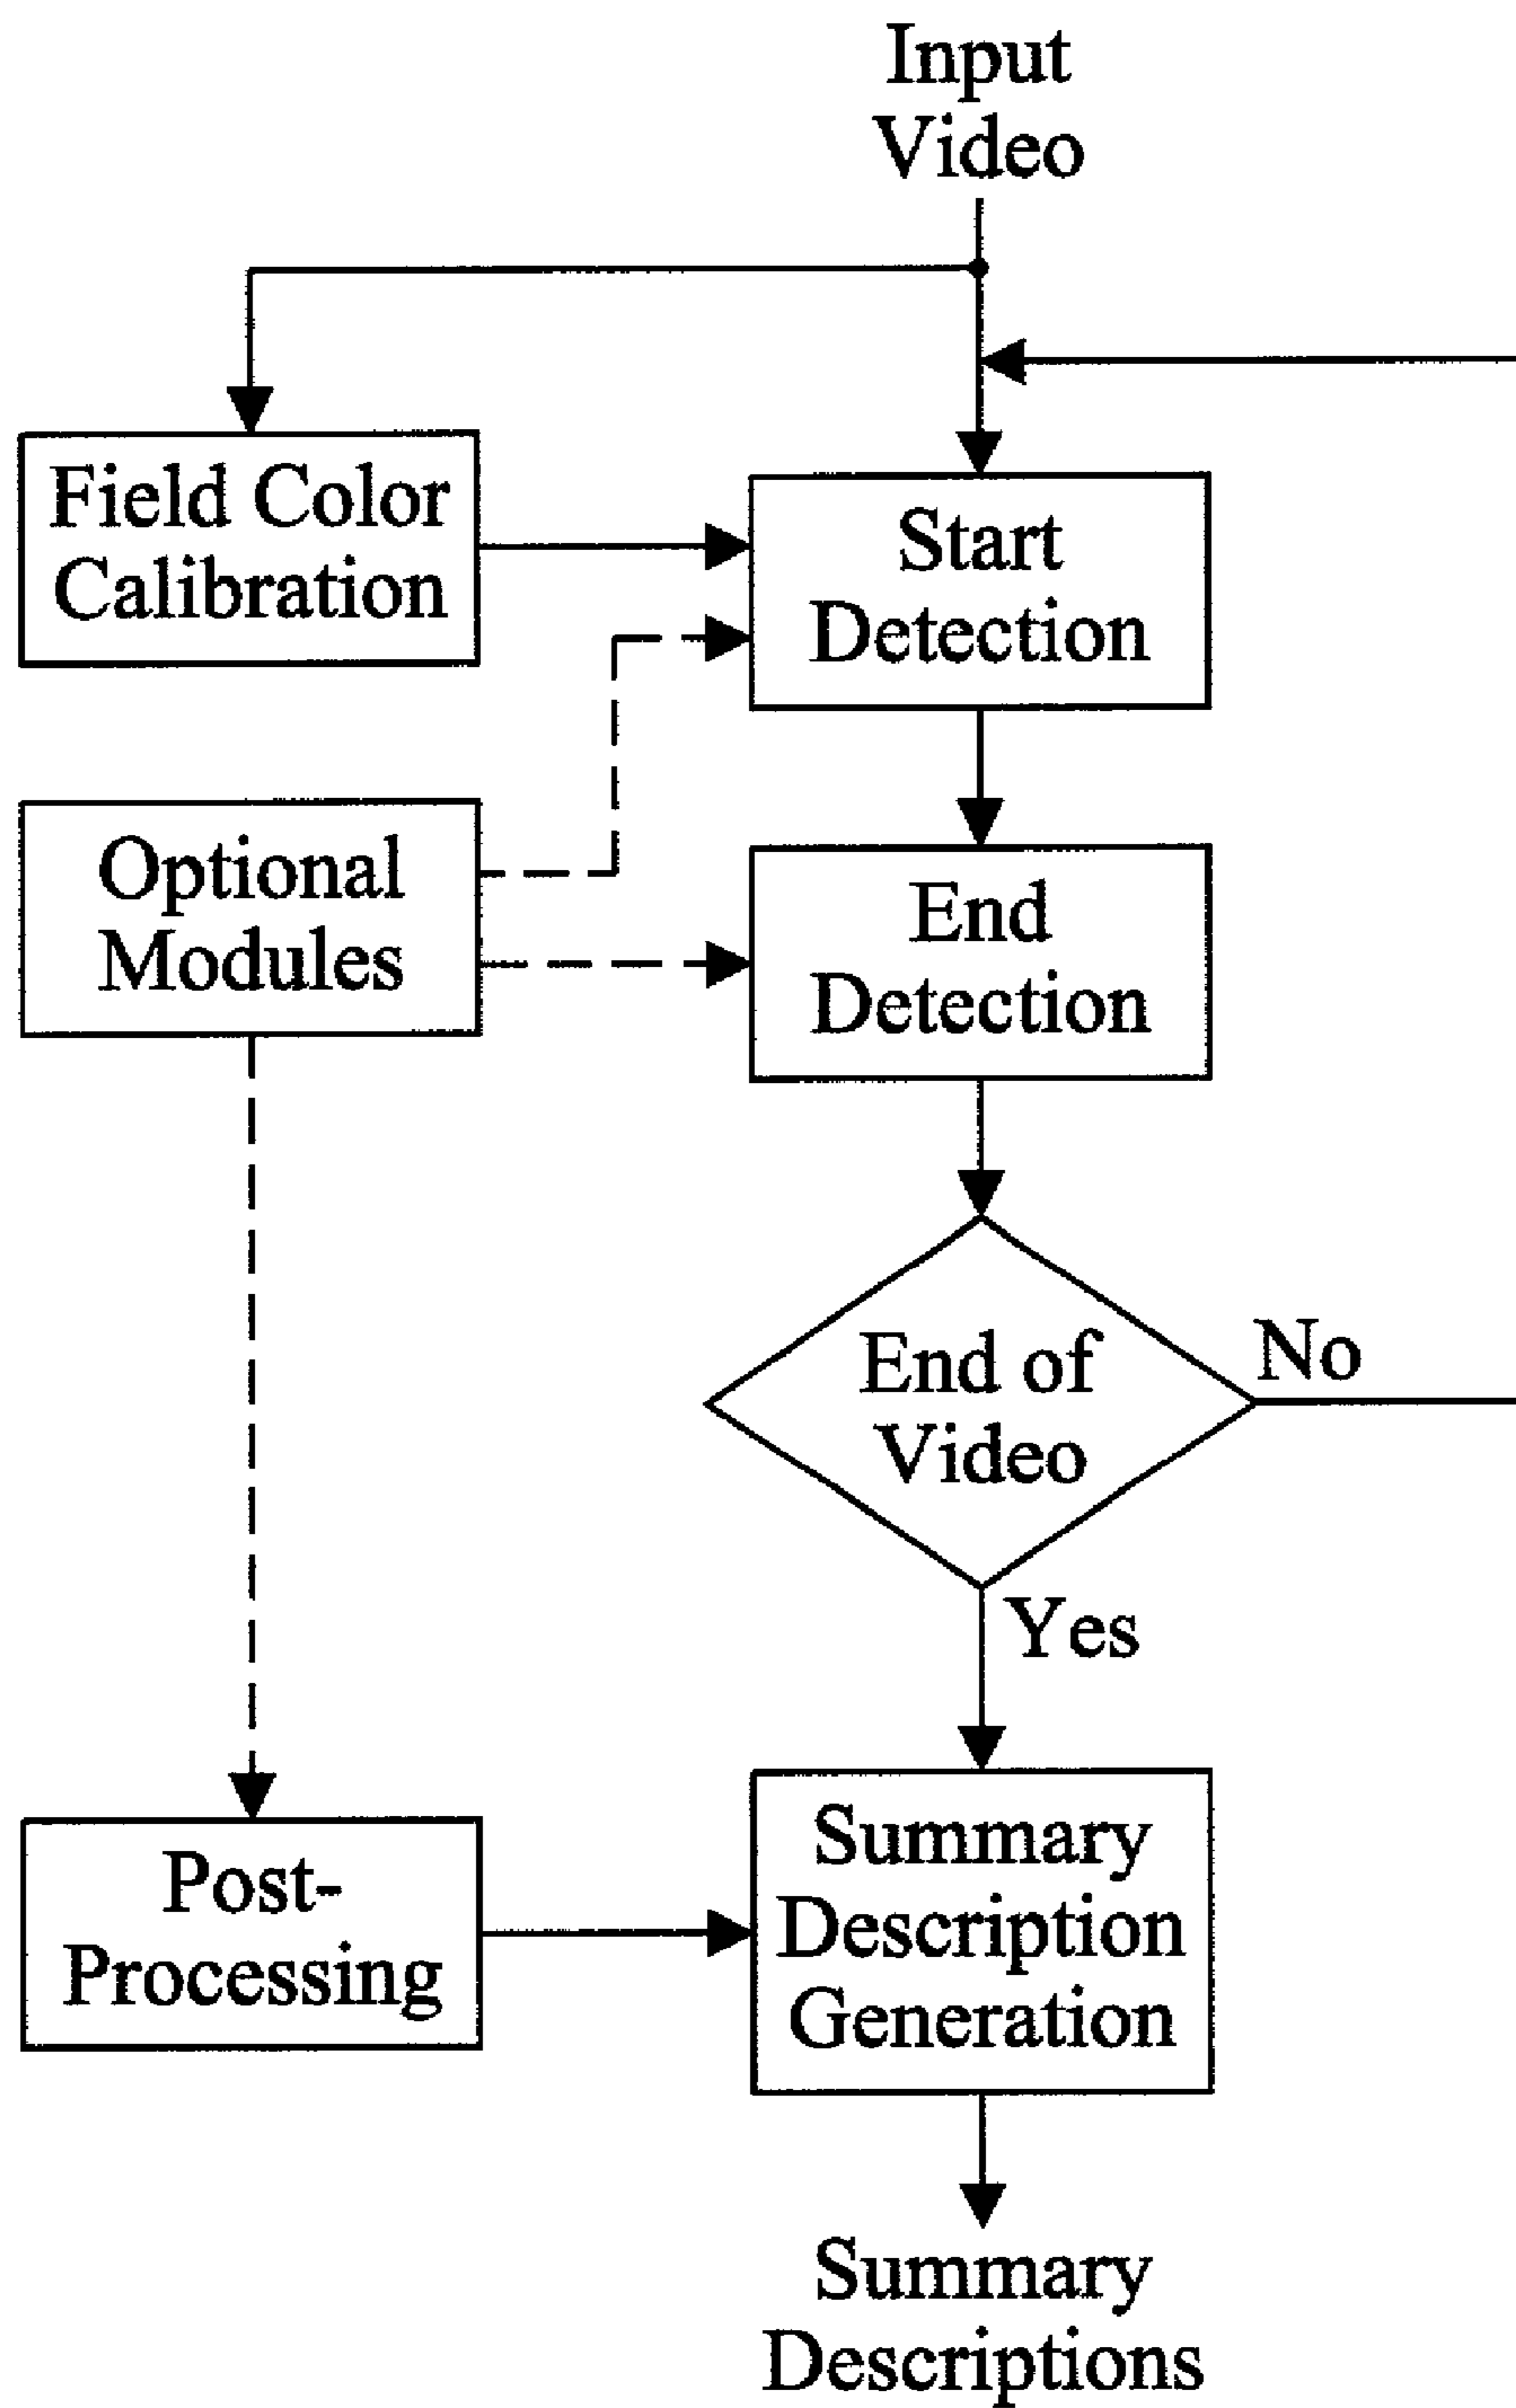 Input
Video
Field Color
Calibration
Start
Detection
Optional
Modules
End
Detection
End of
Video
No
Yes
Post-
Processing
Summary
Description
Generation
Summary
Descriptions